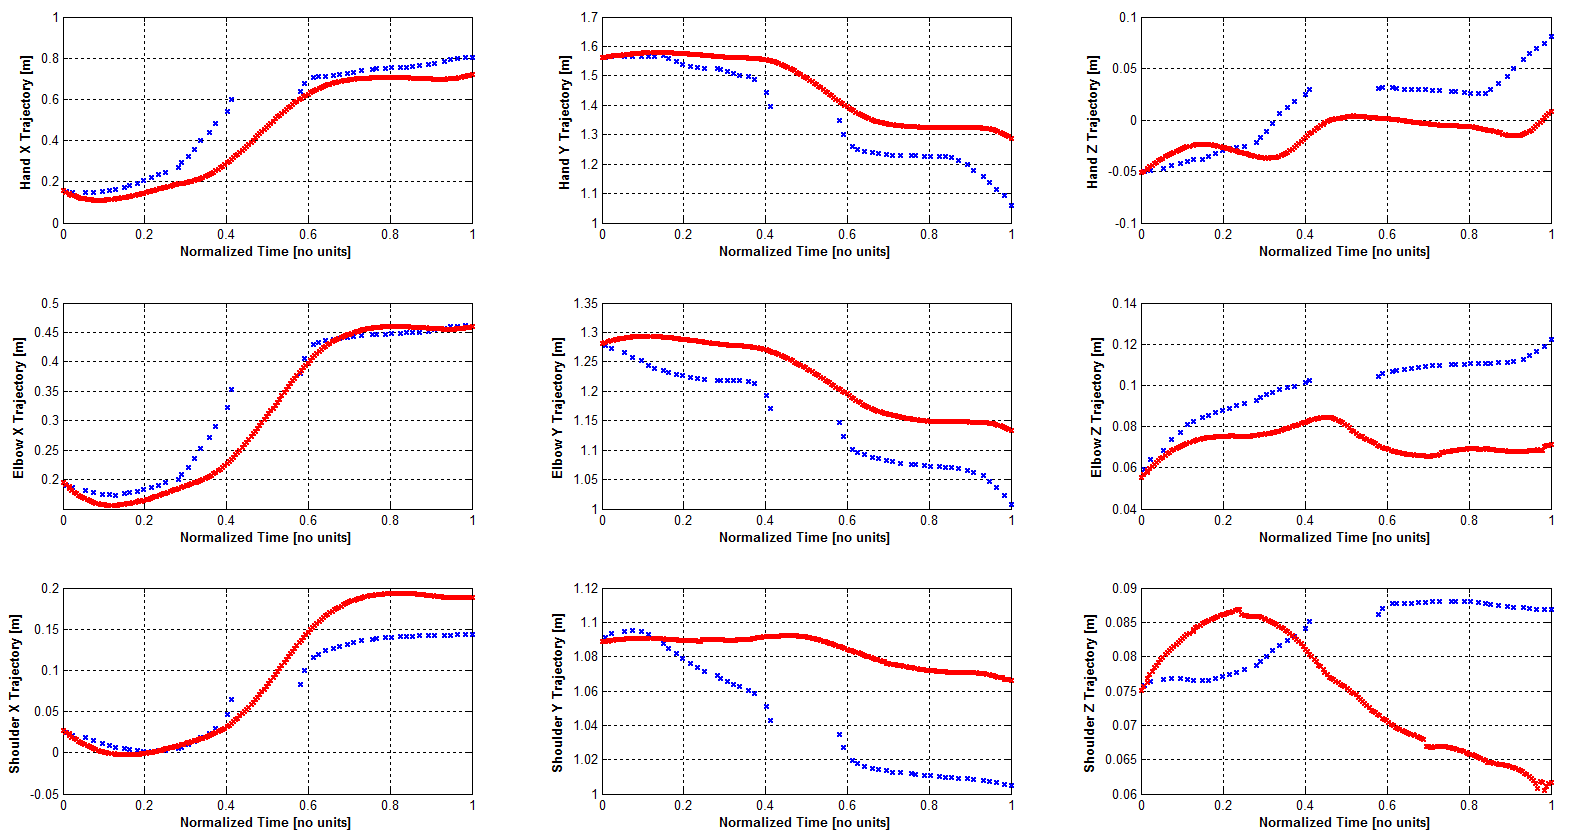 1
0.8
0.6
0.4
0.2
0
Hand X Trajectory [m]
0 0.2 0.4 0.6 0.8 1
Normalized Time [no units]
1.7
1.6
1.5
1.4
1.3
1.2
1.1
1
Hand Y Trajectory [m]
0 0.2 0.4 0.6 0.8 1
Normalized Time [no units]
0.1
0.05
0
-0.05
-0.1
Hand Z Trajectory [m]
0 0.2 0.4 0.6 0.8 1
Normalized Time [no units]
0.5
0.45
0.4
0.35
0.3
0.25
0.2
Elbow X Trajectory [m]
0 0.2 0.4 0.6 0.8 1
Normalized Time [no units]
1.35
1.3
1.25
1.2
1.15
1.1
1.05
1
Elbow Y Trajectory [m]
0 0.2 0.4 0.6 0.8 1
Normalized Time [no units]
0.14
0.12
0.1
0.08
0.06
0.04
Elbow Z Trajectory [m]
0 0.2 0.4 0.6 0.8 1
Normalized Time [no units]
0.2
0.15
0.1
0.05
0
-0.05
Shoulder X Trajectory [m]
0 0.2 0.4 0.6 0.8 1
Normalized Time [no units]
1.12
1.1
1.08
1.06
1.04
1.02
1
Shoulder Y Trajectory [m]
0 0.2 0.4 0.6 0.8 1
Normalized Time [no units]
0.09
0.085
0.08
0.075
0.07
0.065
0.06
Shoulder Z Trajectory [m]
0 0.2 0.4 0.6 0.8 1
Normalized Time [no units]